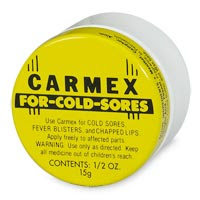 CARMEX
FOR-COLD-SORES
Use Carmex for COLD SORES,
FEVER BLISTERS, and CHAPPED LIPS.
Apply freely to affected parts
WARNING: Use only as directed. Keep
all medicine out of children's reach.
CONTENTS: 1/2 OZ.
15g